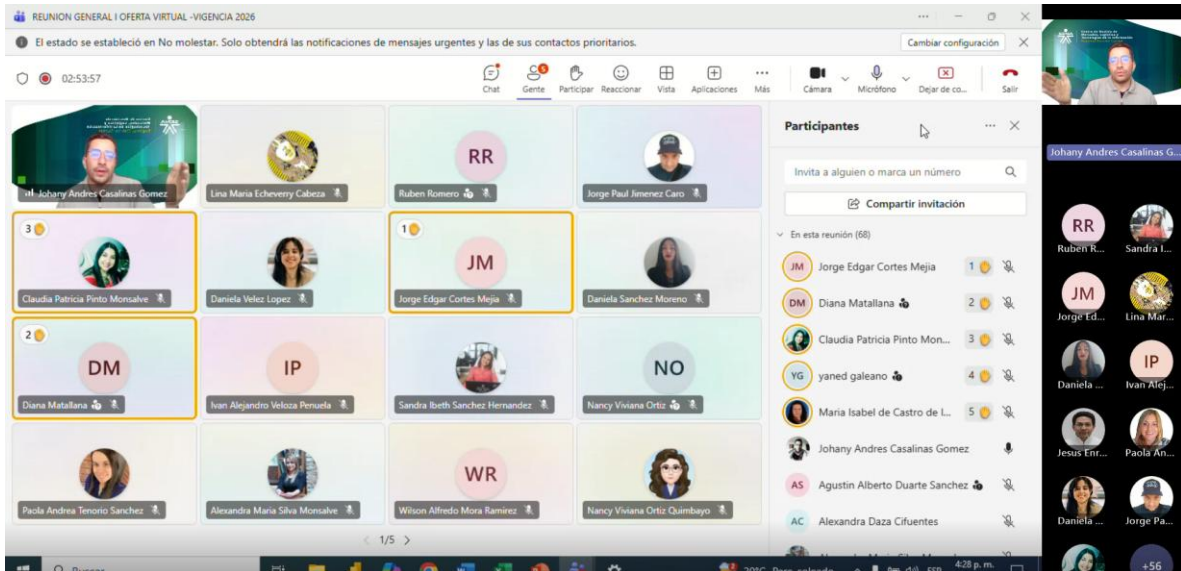 REUNION GENERAL I OFERTA VIRTUAL -VIGENCIA 2026
El estado se estableció en No molestar. Solo obtendrá las notificaciones de mensajes urgentes y las de sus contactos prioritarios.
Cambiar configuración
02:53:57
Chat
5
Gente
Participar
Reaccionar
Vista
Aplicaciones
Más
Cámara
Micrófono
Dejar de co...
Salir
Johany Andres Casalinas Gomez
Lina Maria Echeverry Cabeza
RR
Ruben Romero
Jorge Paul Jimenez Caro
3
Claudia Patricia Pinto Monsalve
Daniela Velez Lopez
1
JM
Jorge Edgar Cortes Mejia
Daniela Sanchez Moreno
2
DM
Diana Matallana
IP
Ivan Alejandro Veloza Penuela
Sandra Ibeth Sanchez Hernandez
NO
Nancy Viviana Ortiz
Paola Andrea Tenorio Sanchez
Alexandra Maria Silva Monsalve
WR
Wilson Alfredo Mora Ramirez
Nancy Viviana Ortiz Quimbayo
1/5
Participantes
Invita a alguien o marca un número
Compartir invitación
En esta reunión (68)
JM Jorge Edgar Cortes Mejia 1
DM Diana Matallana 2
Claudia Patricia Pinto Mon... 3
YG yaned galeano 4
Maria Isabel de Castro de l... 5
Johany Andres Casalinas Gomez
AS Agustin Alberto Duarte Sanchez
AC Alexandra Daza Cifuentes
Johany Andres Casalinas G...
RR
Ruben R...
Sandra I...
JM
Jorge Ed...
Lina Mar...
Daniela ...
IP
Ivan Alej...
Jesus Enr...
Paola An...
Daniela ...
Jorge Pa...
+56
4:28 p. m.